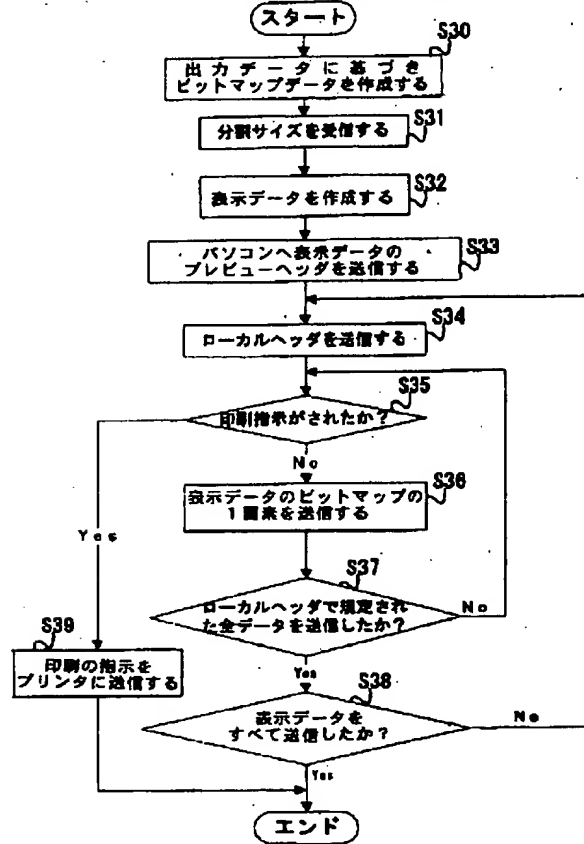 スタート
S30
出力データに基づき
ビットマップデータを作成する
S31
分割サイズを受信する
S32
表示データを作成する
S33
パソコンへ表示データの
プレビューヘッダを送信する
S34
ローカルヘッダを送信する
S35
印刷指示がされたか?
No
S36
表示データのビットマップの
1画素を送信する
Yes
S37
ローカルヘッダで規定され
た全データを送信したか?
No
S39
印刷の指示を
プリンタに送信する
Yes
S38
表示データを
すべて送信したか?
No
Yes
エンド